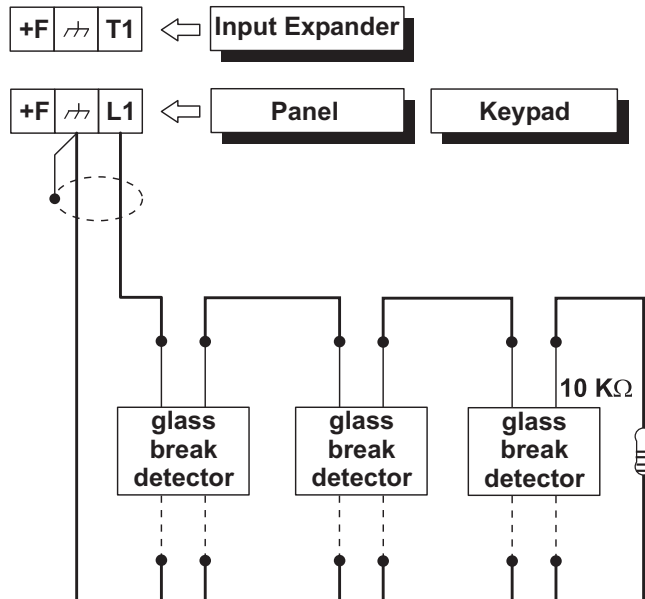 +F T1 Input Expander
+F L1 Panel Keypad
10 KΩ
glass
break
detector
glass
break
detector
glass
break
detector